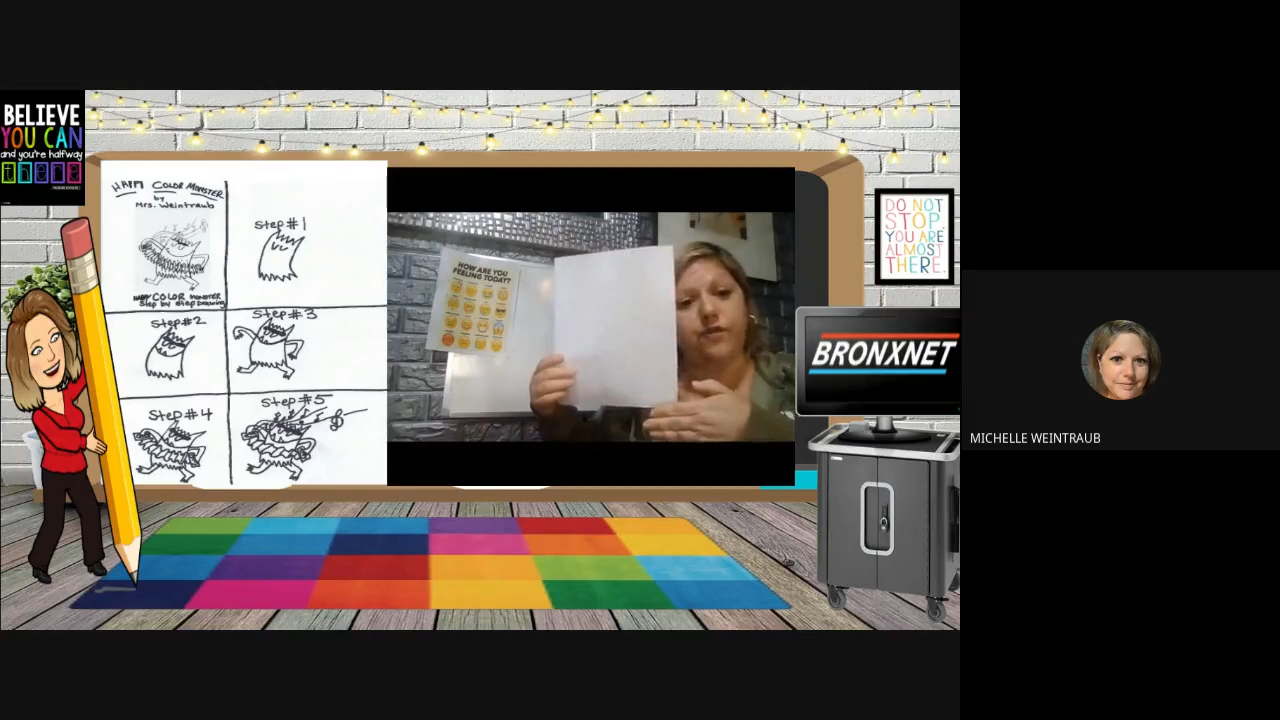 BELIEVE
YOU CAN
and you're halfway
there
HAPPY COLOR MONSTER
by
Mrs. Weintraub
HAPPY COLOR MONSTER
Step by Step Drawing
Step #1
Step #2
Step #3
Step #4
Step #5
HOW ARE YOU
FEELING TODAY?
DO NOT
STOP.
YOU ARE
ALMOST
THERE.
BRONXNET
MICHELLE WEINTRAUB